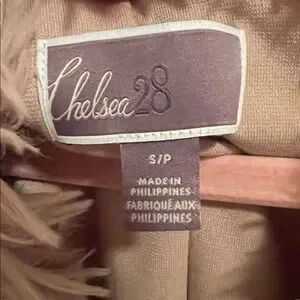 Chelsea28
S/P
MADE IN
PHILIPPINES
FABRIQUÉ AUX
PHILIPPINES